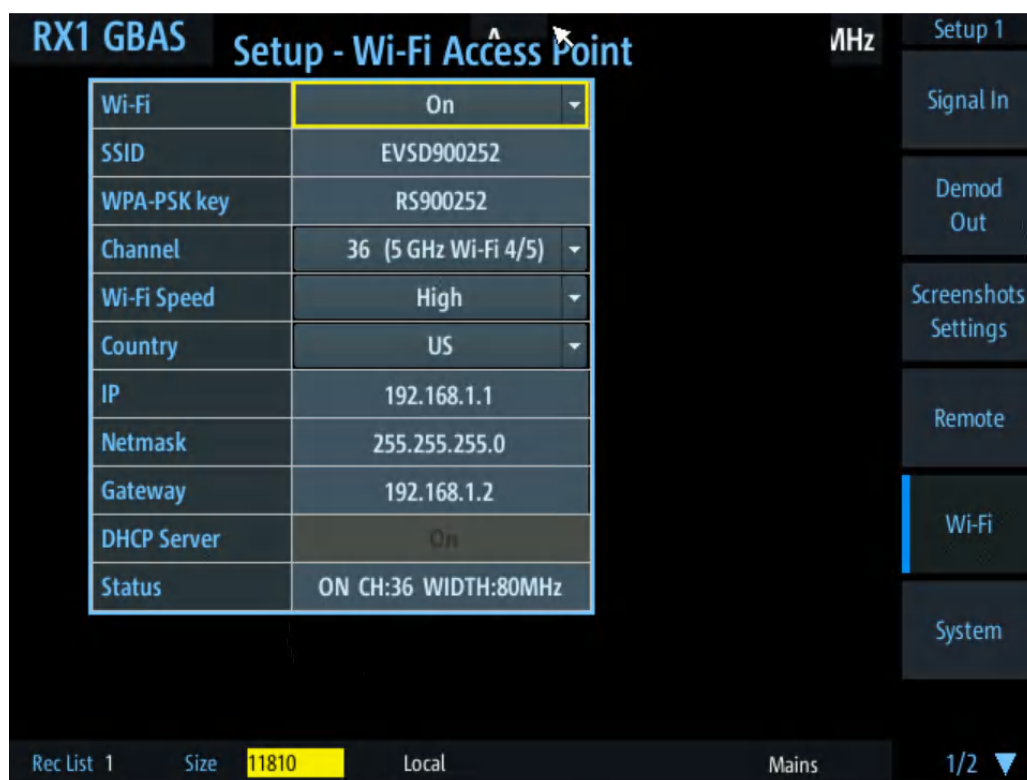 RX1 GBAS
Setup - Wi-Fi Access Point
MHz
Setup 1
Wi-Fi On
SSID EVSD900252
WPA-PSK key RS900252
Channel 36 (5 GHz Wi-Fi 4/5)
Wi-Fi Speed High
Country US
IP 192.168.1.1
Netmask 255.255.255.0
Gateway 192.168.1.2
DHCP Server On
Status ON CH:36 WIDTH:80MHz
Signal In
Demod
Out
Screenshots
Settings
Remote
Wi-Fi
System
Rec List 1 Size 11810 Local Mains 1/2